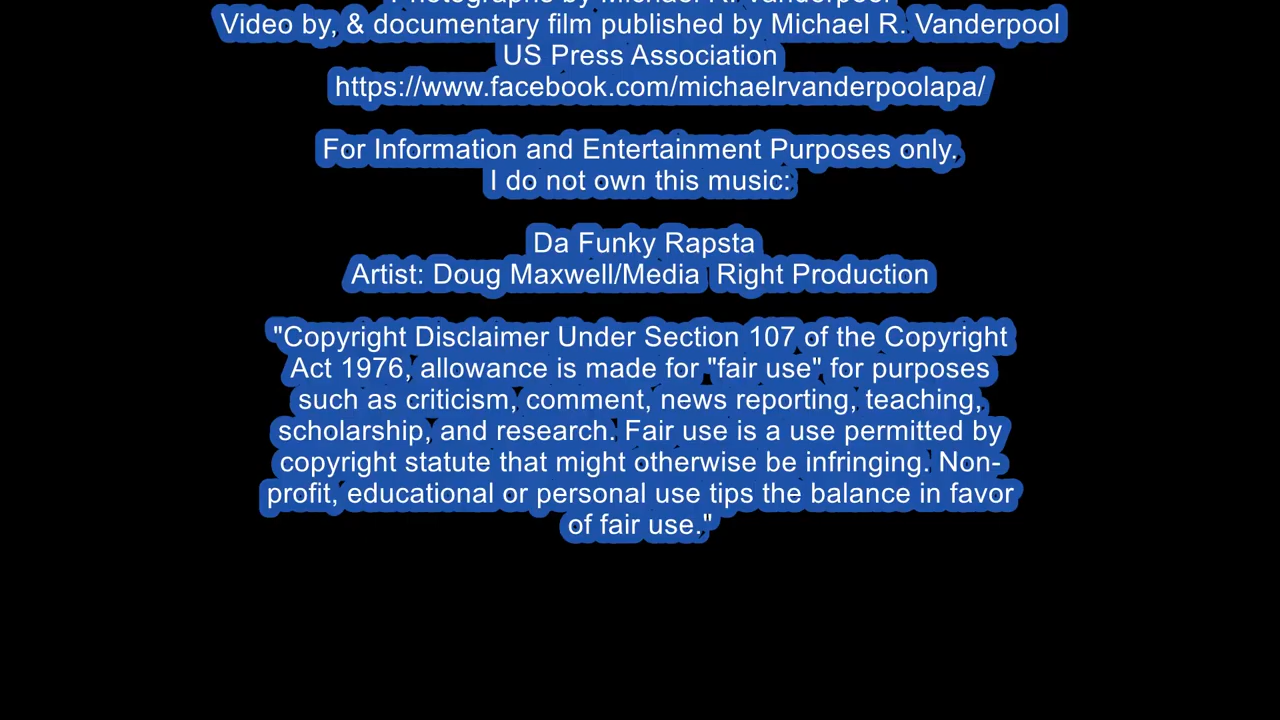 Photographs by Michael R. Vanderpool
Video by, & documentary film published by Michael R. Vanderpool
US Press Association
https://www.facebook.com/michaelrvanderpoolapa/
For Information and Entertainment Purposes only.
I do not own this music:
Da Funky Rapsta
Artist: Doug Maxwell/Media Right Production
"Copyright Disclaimer Under Section 107 of the Copyright
Act 1976, allowance is made for "fair use" for purposes
such as criticism, comment, news reporting, teaching,
scholarship, and research. Fair use is a use permitted by
copyright statute that might otherwise be infringing. Non-
profit, educational or personal use tips the balance in favor
of fair use."